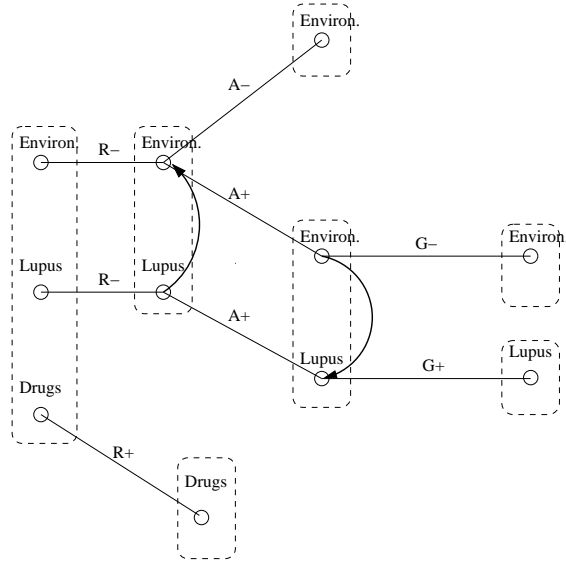 Environ.
A−
Environ.
R−
Environ.
A+
Environ.
G−
Environ
Lupus
R−
Lupus
A+
Lupus
G+
Lupus
Drugs
R+
Drugs